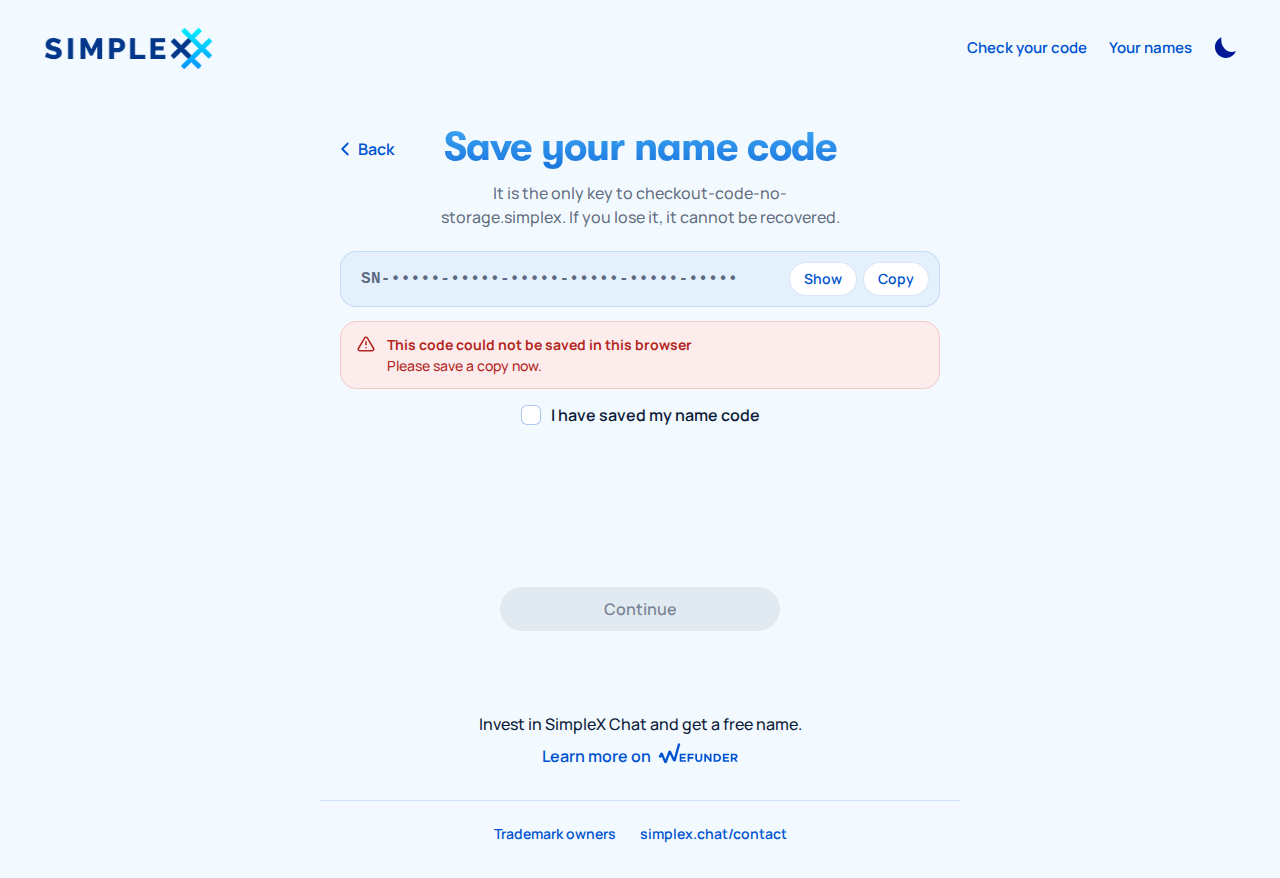 SIMPLEX
Check your code
Your names
Back
Save your name code
It is the only key to checkout-code-no-
storage.simplex. If you lose it, it cannot be recovered.
SN-•••••-•••••-•••••-•••••-•••••-•••••
Show
Copy
This code could not be saved in this browser
Please save a copy now.
I have saved my name code
Continue
Invest in SimpleX Chat and get a free name.
Learn more on WEFUNDER
Trademark owners
simplex.chat/contact